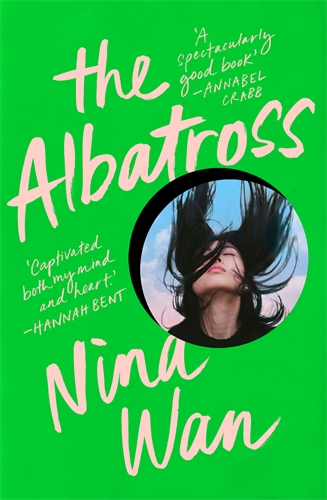 the
Albatross
'A
spectacularly
good book'
—ANNABEL
CRABB
'Captivated
both my mind
and heart.'
—HANNAH BENT
Nina
Wan